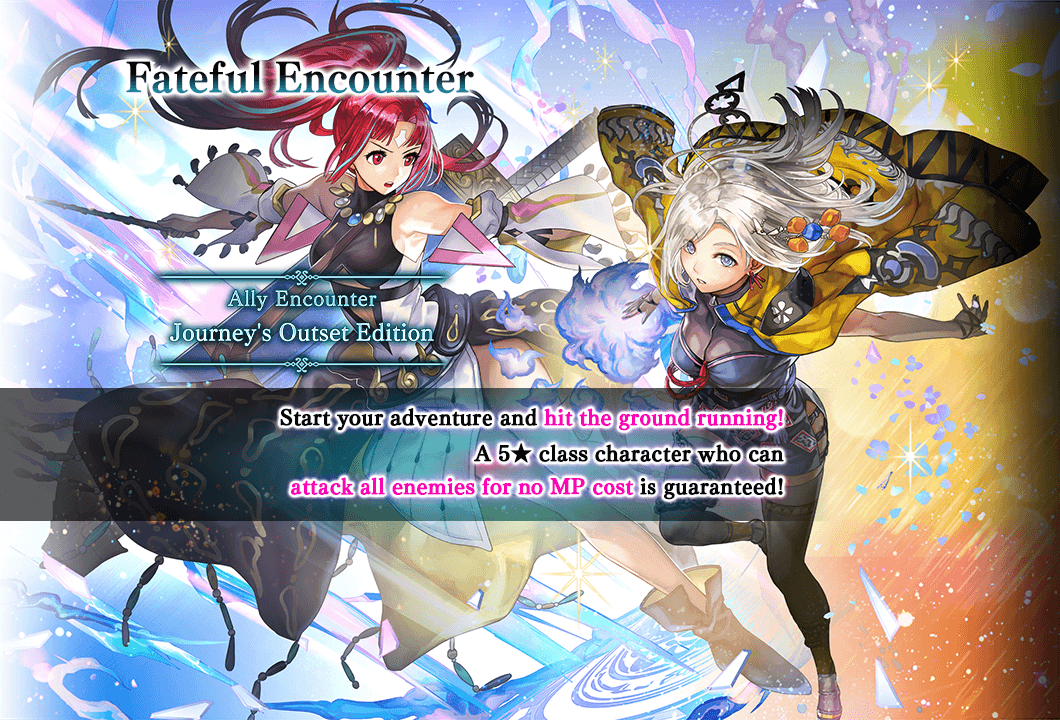 Fateful Encounter
Ally Encounter
Journey's Outset Edition
Start your adventure and hit the ground running!
A 5★ class character who can
attack all enemies for no MP cost is guaranteed!